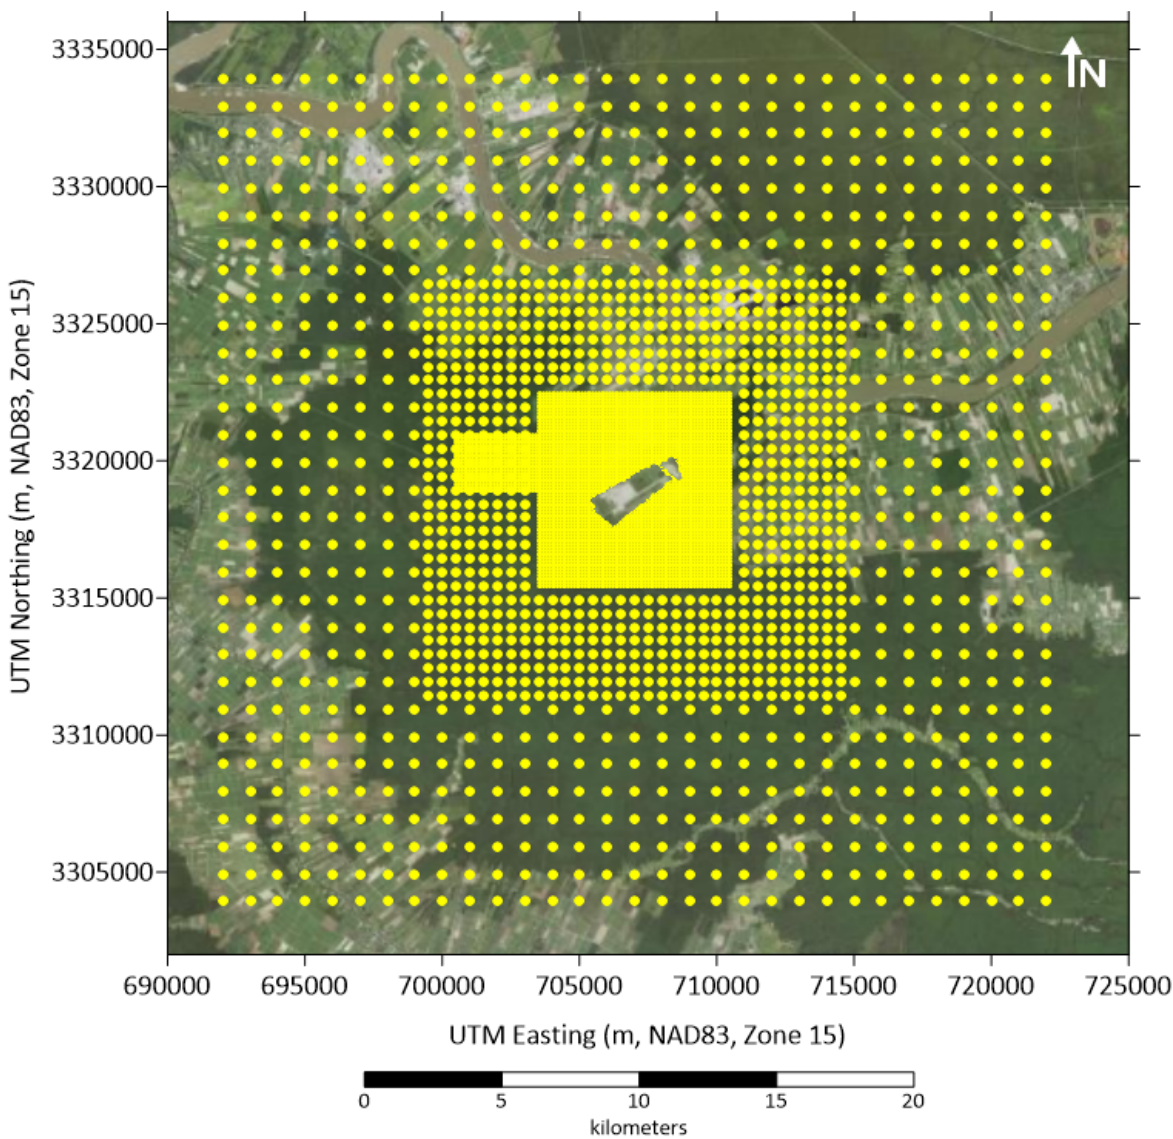 N
3335000
3330000
3325000
3320000
3315000
3310000
3305000
UTM Northing (m, NAD83, Zone 15)
690000 695000 700000 705000 710000 715000 720000 725000
UTM Easting (m, NAD83, Zone 15)
0 5 10 15 20
kilometers